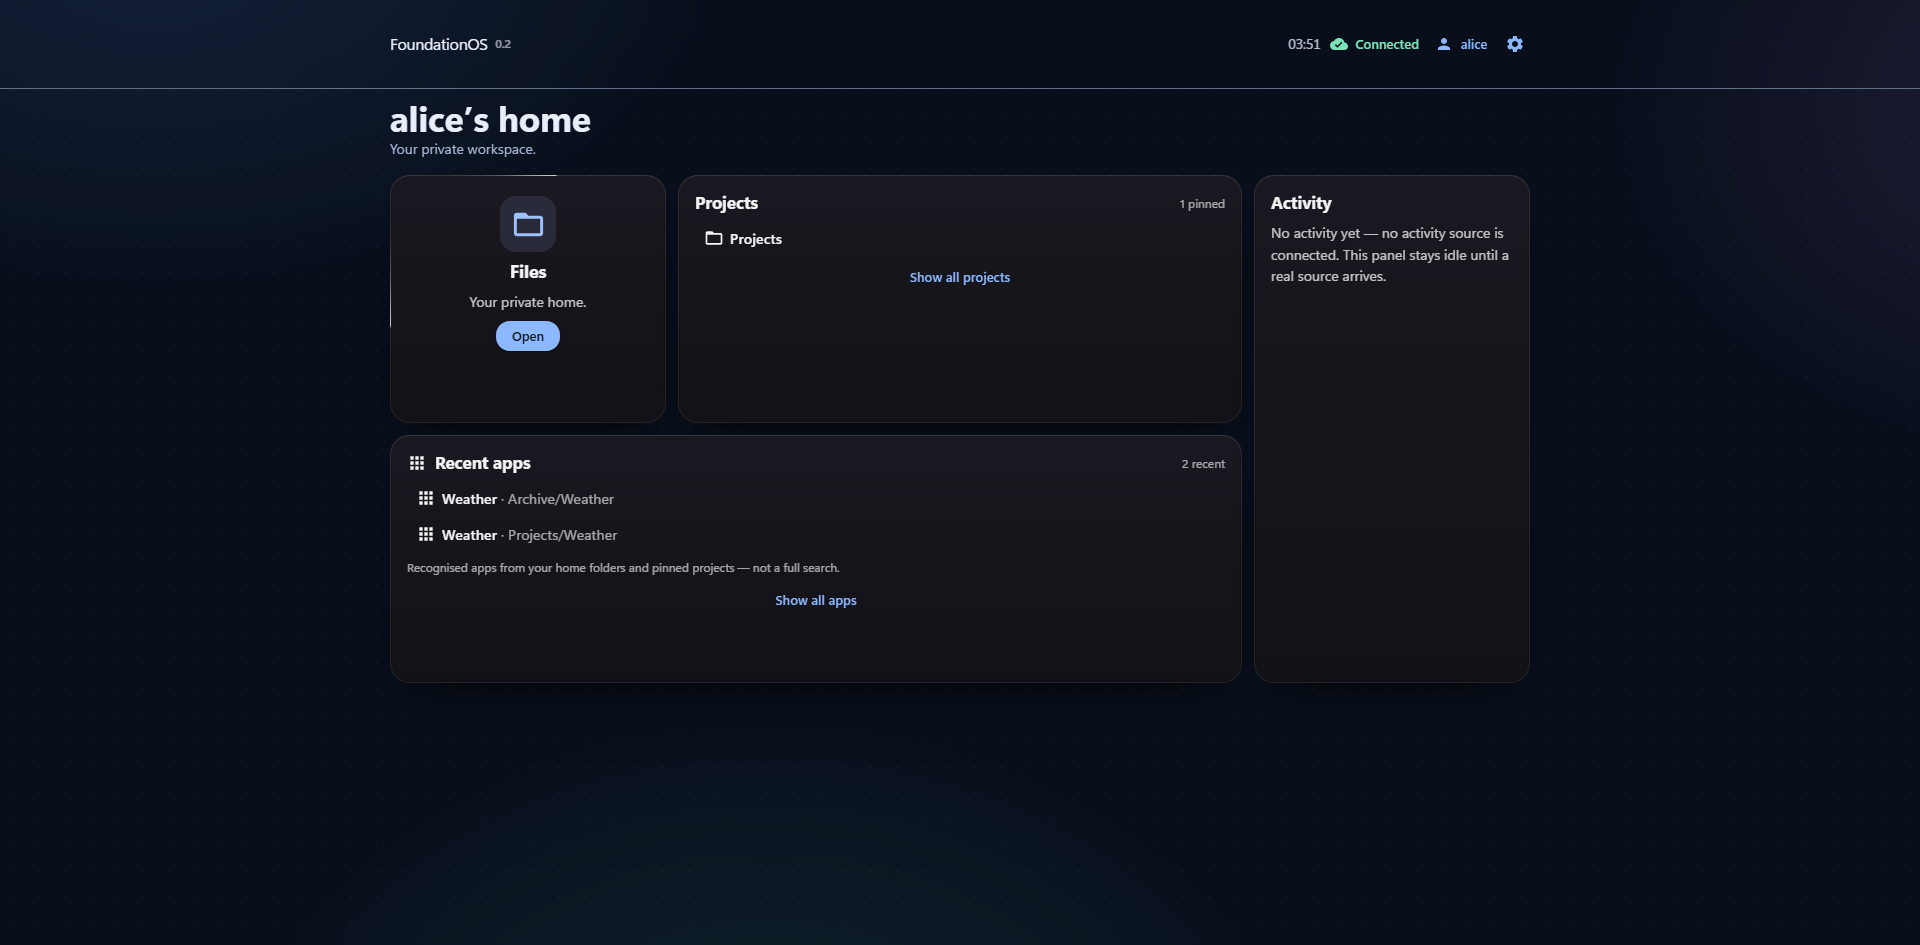 FoundationOS 0.2
03:51 Connected alice
alice’s home
Your private workspace.
Files
Your private home.
Open
Projects
1 pinned
Projects
Show all projects
Activity
No activity yet — no activity source is
connected. This panel stays idle until a
real source arrives.
Recent apps
2 recent
Weather · Archive/Weather
Weather · Projects/Weather
Recognised apps from your home folders and pinned projects — not a full search.
Show all apps